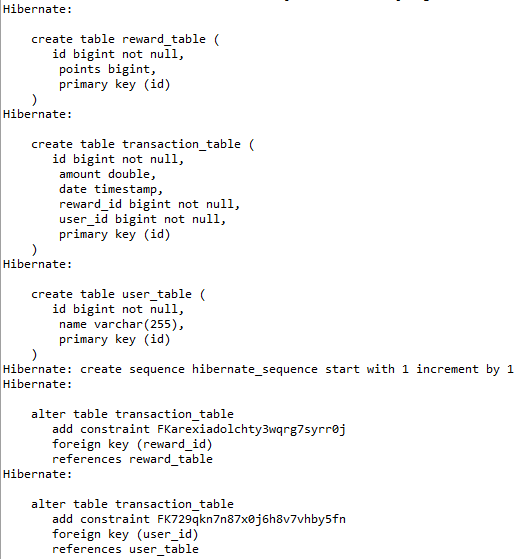 Hibernate:
create table reward_table (
id bigint not null,
points bigint,
primary key (id)
)
Hibernate:
create table transaction_table (
id bigint not null,
amount double,
date timestamp,
reward_id bigint not null,
user_id bigint not null,
primary key (id)
)
Hibernate:
create table user_table (
id bigint not null,
name varchar(255),
primary key (id)
)
Hibernate: create sequence hibernate_sequence start with 1 increment by 1
Hibernate:
alter table transaction_table
add constraint FKarexiadolchty3wqrg7syrr0j
foreign key (reward_id)
references reward_table
Hibernate:
alter table transaction_table
add constraint FK729qkn7n87x0j6h8v7vhby5fn
foreign key (user_id)
references user_table